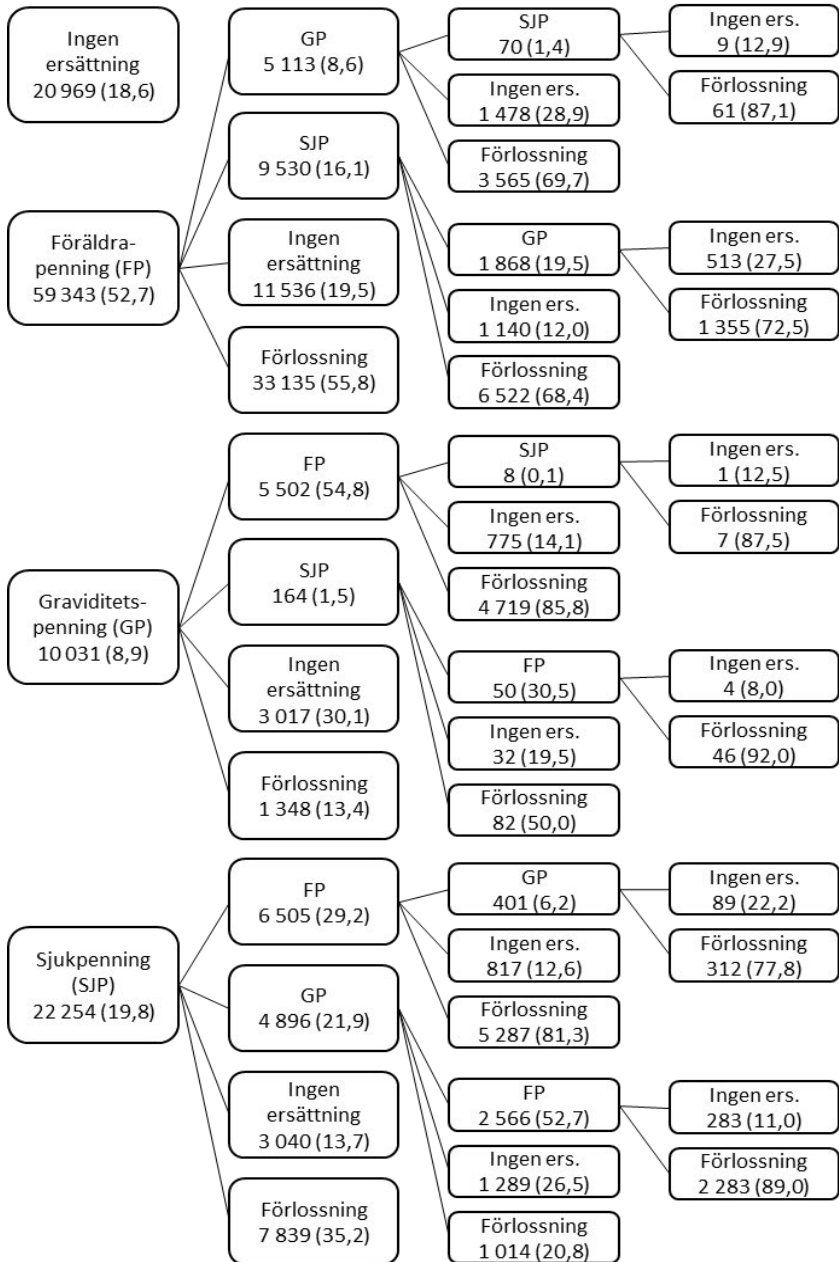 Ingen
ersättning
20 969 (18,6)
Föräldra-
penning (FP)
59 343 (52,7)
GP
5 113 (8,6)
SJP
9 530 (16,1)
Ingen
ersättning
11 536 (19,5)
Förlossning
33 135 (55,8)
SJP
70 (1,4)
Ingen ers.
1 478 (28,9)
Förlossning
3 565 (69,7)
GP
1 868 (19,5)
Ingen ers.
1 140 (12,0)
Förlossning
6 522 (68,4)
Ingen ers.
9 (12,9)
Förlossning
61 (87,1)
Ingen ers.
513 (27,5)
Förlossning
1 355 (72,5)
Graviditets-
penning (GP)
10 031 (8,9)
FP
5 502 (54,8)
SJP
164 (1,5)
Ingen
ersättning
3 017 (30,1)
Förlossning
1 348 (13,4)
SJP
8 (0,1)
Ingen ers.
775 (14,1)
Förlossning
4 719 (85,8)
FP
50 (30,5)
Ingen ers.
32 (19,5)
Förlossning
82 (50,0)
Ingen ers.
1 (12,5)
Förlossning
7 (87,5)
Ingen ers.
4 (8,0)
Förlossning
46 (92,0)
Sjukpenning
(SJP)
22 254 (19,8)
FP
6 505 (29,2)
GP
4 896 (21,9)
Ingen
ersättning
3 040 (13,7)
Förlossning
7 839 (35,2)
GP
401 (6,2)
Ingen ers.
817 (12,6)
Förlossning
5 287 (81,3)
FP
2 566 (52,7)
Ingen ers.
1 289 (26,5)
Förlossning
1 014 (20,8)
Ingen ers.
89 (22,2)
Förlossning
312 (77,8)
Ingen ers.
283 (11,0)
Förlossning
2 283 (89,0)